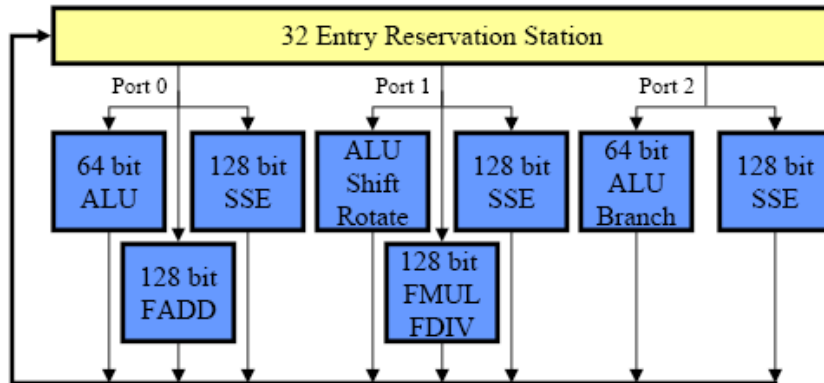 32 Entry Reservation Station
Port 0
Port 1
Port 2
64 bit
ALU
128 bit
SSE
ALU
Shift
Rotate
128 bit
SSE
64 bit
ALU
Branch
128 bit
SSE
128 bit
FADD
128 bit
FMUL
FDIV